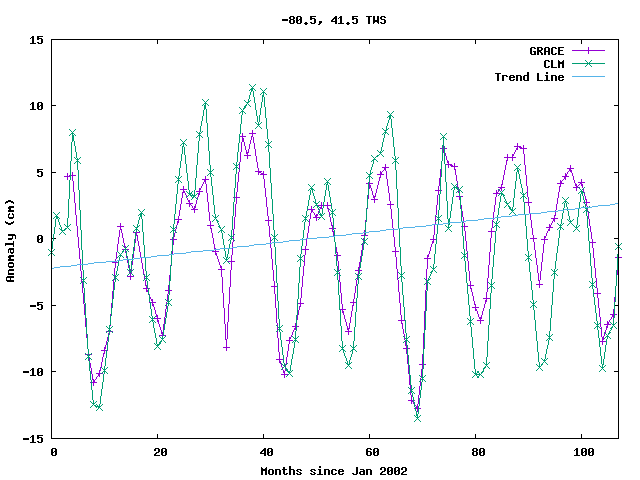 -80.5, 41.5 TWS
GRACE
CLM
Trend Line
15
10
5
0
-5
-10
-15
Anomaly (cm)
0 20 40 60 80 100
Months since Jan 2002